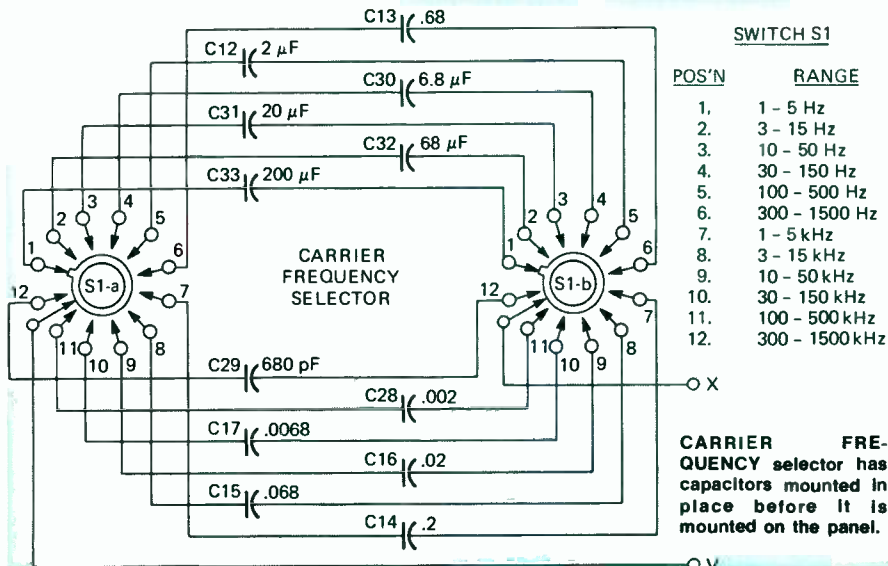 C13 .68
C12 2 μF
C30 6.8 μF
C31 20 μF
C32 68 μF
C33 200 μF
1
2
3
4
5
6
7
8
9
10
11
12
S1-a
CARRIER
FREQUENCY
SELECTOR
1
2
3
4
5
6
7
8
9
10
11
12
S1-b
C29 680 pF
C28 .002
C17 .0068
C16 .02
C15 .068
C14 .2
X
SWITCH S1
POS'N RANGE
1, 1 – 5 Hz
2. 3 – 15 Hz
3. 10 – 50 Hz
4. 30 – 150 Hz
5. 100 – 500 Hz
6. 300 – 1500 Hz
7. 1 – 5 kHz
8. 3 – 15 kHz
9. 10 – 50 kHz
10. 30 – 150 kHz
11. 100 – 500 kHz
12. 300 – 1500 kHz
CARRIER FRE-
QUENCY selector has
capacitors mounted in
place before it is
mounted on the panel.